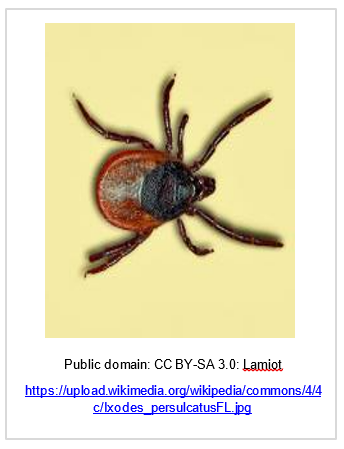 Public domain: CC BY-SA 3.0: Lamiot
https://upload.wikimedia.org/wikipedia/commons/4/4
c/Ixodes_persulcatusFL.jpg